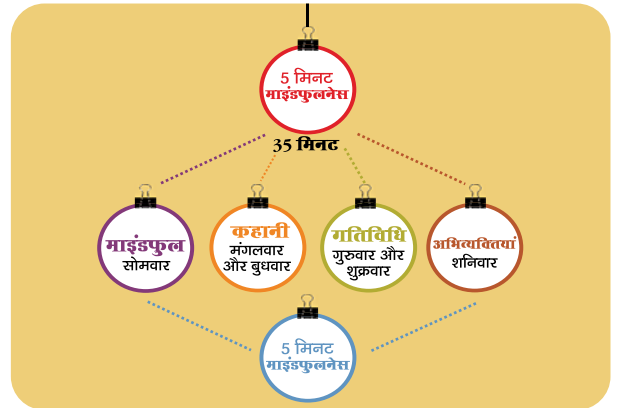 5 मिनट
माइंडफुलनेस
35 मिनट
माइंडफुल
सोमवार
कहानी
मंगलवार
और बुधवार
गतिविधि
गुरुवार और
शुक्रवार
अभिव्यक्तियां
शनिवार
5 मिनट
माइंडफुलनेस